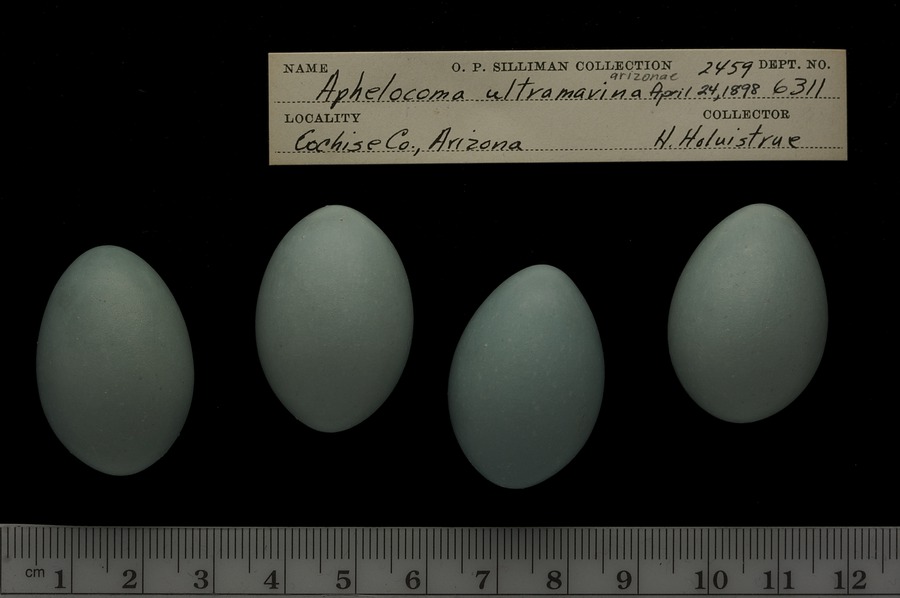 NAME O. P. SILLIMAN COLLECTION 2459 DEPT. NO.
arizonae
Aphelocoma ultramarina April 24, 1898 6311
LOCALITY COLLECTOR
Cochise Co., Arizona H. Holuistrue
cm 1 2 3 4 5 6 7 8 9 10 11 12